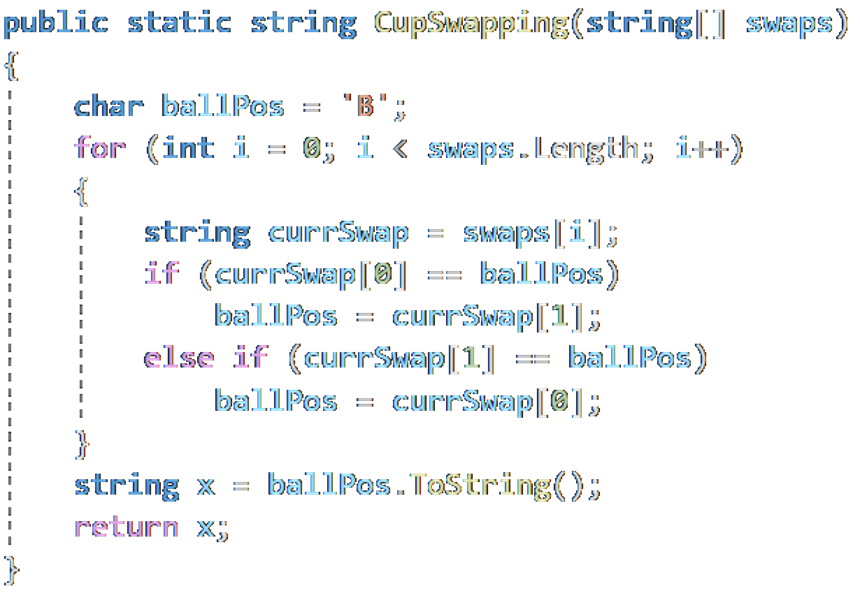 public static string CupSwapping(string[] swaps)
{
    char ballPos = 'B';
    for (int i = 0; i < swaps.Length; i++)
    {
        string currSwap = swaps[i];
        if (currSwap[0] == ballPos)
            ballPos = currSwap[1];
        else if (currSwap[1] == ballPos)
            ballPos = currSwap[0];
    }
    string x = ballPos.ToString();
    return x;
}